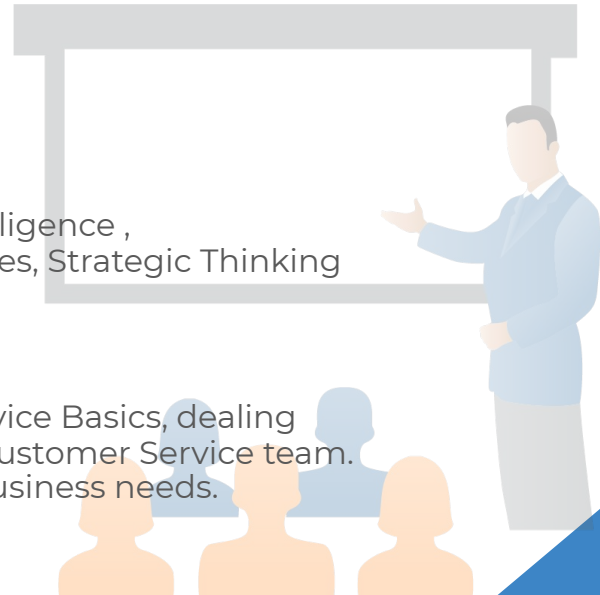 ligence ,
es, Strategic Thinking
vice Basics, dealing
ustomer Service team.
usiness needs.